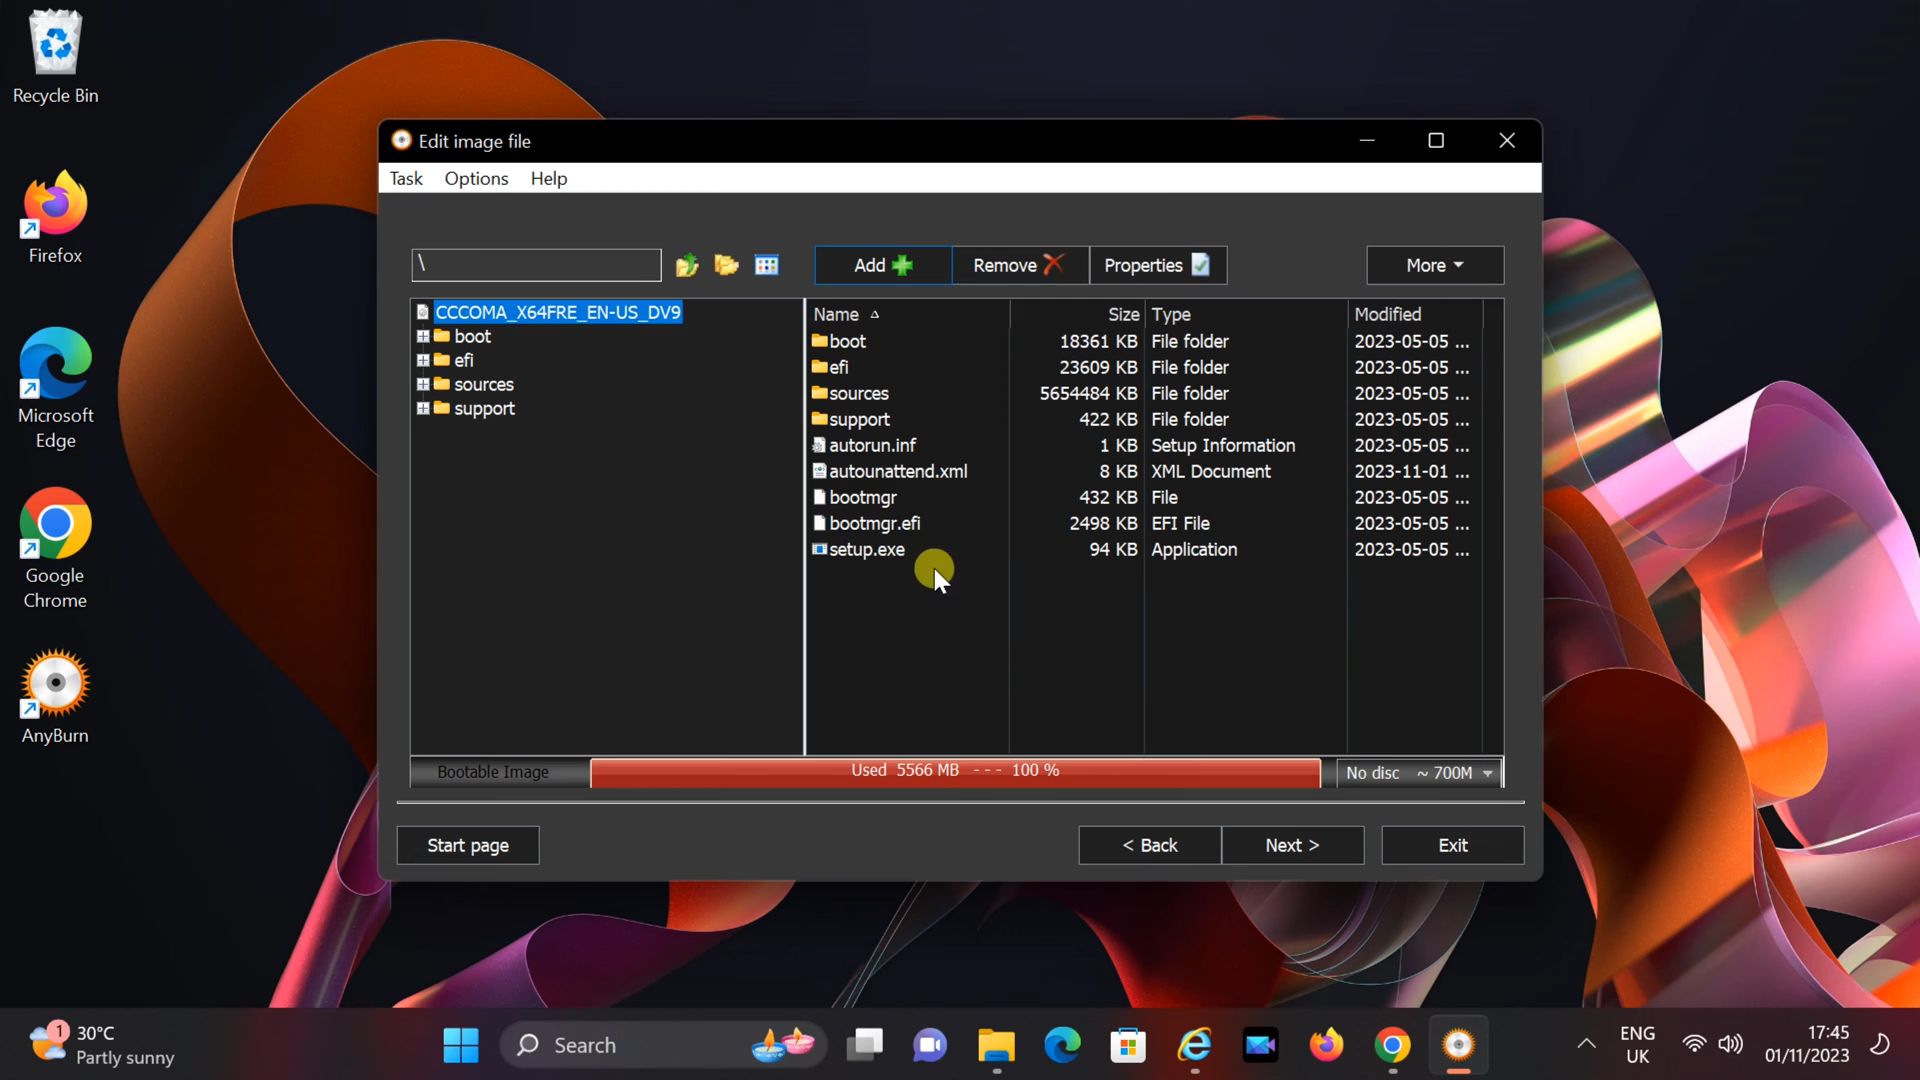 Recycle Bin
Firefox
Microsoft
Edge
Google
Chrome
AnyBurn
Edit image file
Task Options Help
\
Add Remove Properties More
CCCOMA_X64FRE_EN-US_DV9
boot
efi
sources
support
Name Size Type Modified
boot 18361 KB File folder 2023-05-05 ...
efi 23609 KB File folder 2023-05-05 ...
sources 5654484 KB File folder 2023-05-05 ...
support 422 KB File folder 2023-05-05 ...
autorun.inf 1 KB Setup Information 2023-05-05 ...
autounattend.xml 8 KB XML Document 2023-11-01 ...
bootmgr 432 KB File 2023-05-05 ...
bootmgr.efi 2498 KB EFI File 2023-05-05 ...
setup.exe 94 KB Application 2023-05-05 ...
Bootable Image Used 5566 MB - - - 100 % No disc ~ 700M
Start page < Back Next > Exit
1 30°C
Partly sunny
Search
ENG
UK
17:45
01/11/2023